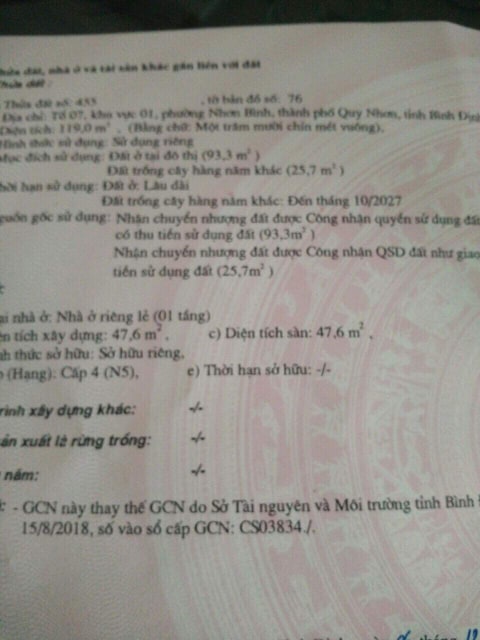 thửa đất, nhà ở và tài sản khác gắn liền với đất
Thửa đất:
Thửa đất số: 433 , tờ bản đồ số: 76
Địa chỉ: Tổ 07, khu vực 01, phường Nhơn Bình, thành phố Quy Nhơn, tỉnh Bình Địn
Diện tích: 119,0 m², (Bằng chữ: Một trăm mười chín mét vuông),
Hình thức sử dụng: Sử dụng riêng
Mục đích sử dụng: Đất ở tại đô thị (93,3 m²)
Đất trồng cây hàng năm khác (25,7 m²)
hời hạn sử dụng: Đất ở: Lâu dài
Đất trồng cây hàng năm khác: Đến tháng 10/2027
guồn gốc sử dụng: Nhận chuyển nhượng đất được Công nhận quyền sử dụng đất
có thu tiền sử dụng đất (93,3m²)
Nhận chuyển nhượng đất được Công nhận QSD đất như giao
tiền sử dụng đất (25,7m²)
:
ại nhà ở: Nhà ở riêng lẻ (01 tầng)
ện tích xây dựng: 47,6 m², c) Diện tích sàn: 47,6 m²,
nh thức sở hữu: Sở hữu riêng,
p (Hạng): Cấp 4 (N5), e) Thời hạn sở hữu: -/-
rình xây dựng khác: -/-
ản xuất là rừng trồng: -/-
năm: -/-
: - GCN này thay thế GCN do Sở Tài nguyên và Môi trường tỉnh Bình
15/8/2018, số vào sổ cấp GCN: CS03834./.